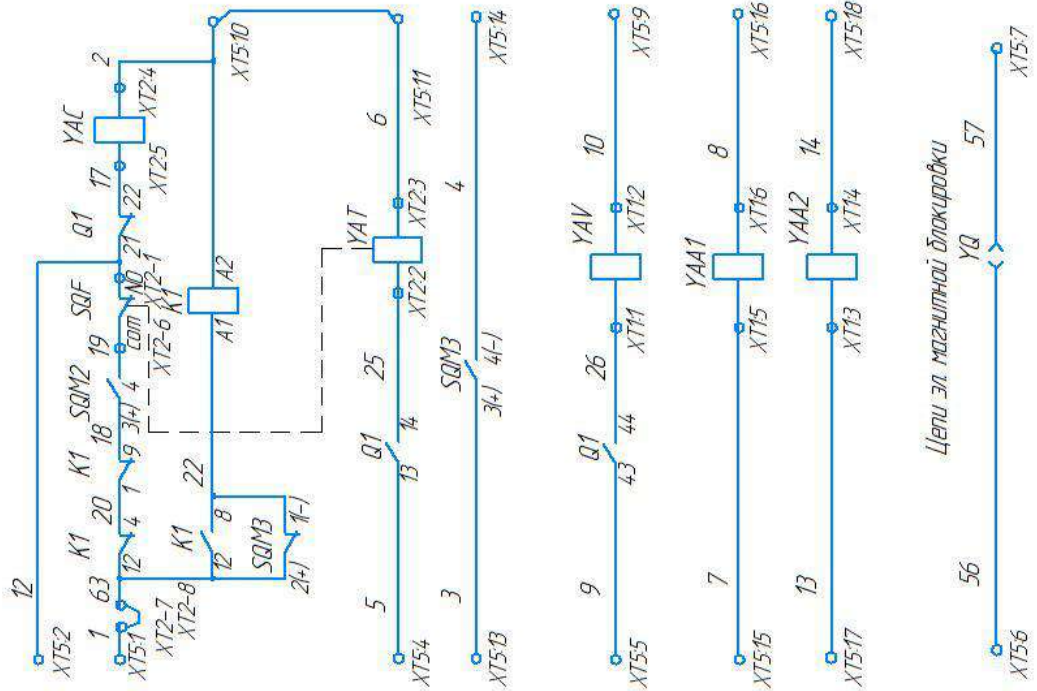 12
XT5:2
1
63
XT5:1
XT2-7
XT2-8
K1
12
4
20
K1
1
9
18
SQM2
3(+)
4
19
SQF
com
NO
XT2-6
XT2-1
Q1
21
22
17
XT2:5
YAC
XT2:4
2
K1
12
8
22
SQM3
2(+)
1(-)
K1
A1
A2
XT5:10
5
XT5:4
Q1
13
14
25
XT2:2
YAT
XT2:3
6
XT5:11
3
XT5:13
SQM3
3(+)
4(-)
4
XT5:14
9
XT5:5
Q1
43
44
26
XT1:1
YAV
XT1:2
10
XT5:9
7
XT5:15
XT1:5
YAA1
XT1:6
8
XT5:16
13
XT5:17
XT1:3
YAA2
XT1:4
14
XT5:18
Цепи эл. магнитной блокировки
56
XT5:6
YQ
57
XT5:7